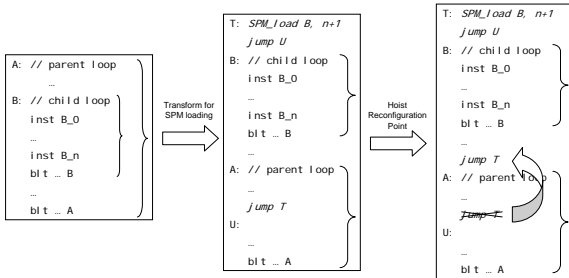 A: // parent loop
…
B: // child loop
inst B_0
…
inst B_n
blt … B
…
blt … A
Transform for
SPM loading
T: SPM_load B, n+1
jump U
B: // child loop
inst B_0
…
inst B_n
blt … B
…
A: // parent loop
…
jump T
U:
…
blt … A
Hoist
Reconfiguration
Point
T: SPM_load B, n+1
jump U
B: // child loop
inst B_0
…
inst B_n
blt … B
…
jump T
A: // parent loop
…
jump T
U:
…
blt … A